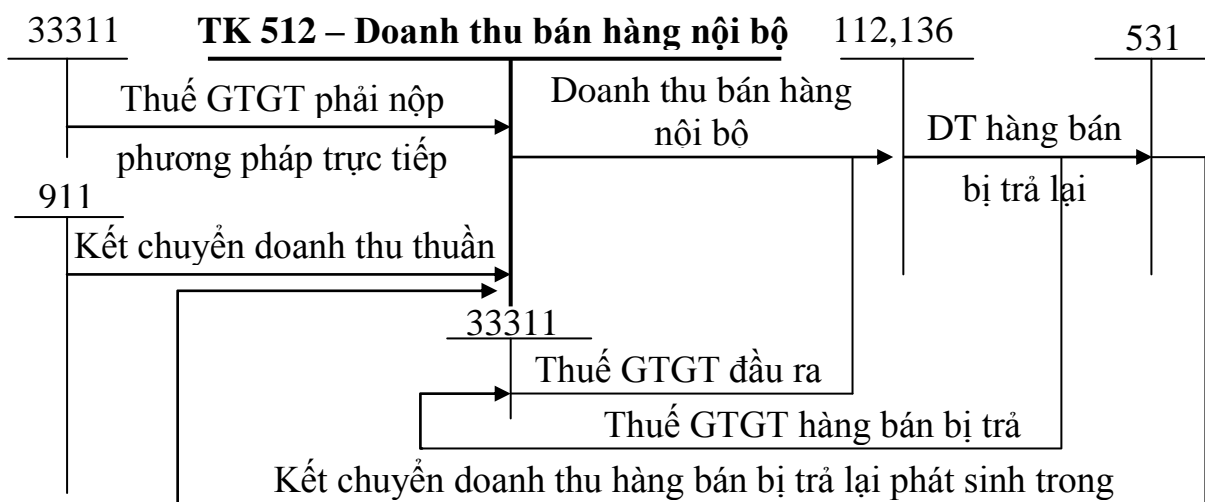 33311
TK 512 – Doanh thu bán hàng nội bộ
112,136
531
Thuế GTGT phải nộp
phương pháp trực tiếp
Doanh thu bán hàng
nội bộ
DT hàng bán
bị trả lại
911
Kết chuyển doanh thu thuần
33311
Thuế GTGT đầu ra
Thuế GTGT hàng bán bị trả
Kết chuyển doanh thu hàng bán bị trả lại phát sinh trong